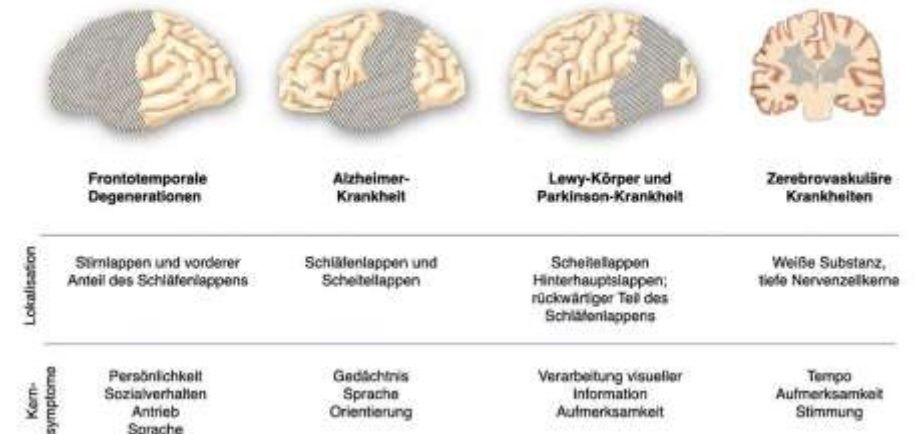 Frontotemporale
Degenerationen
Alzheimer-
Krankheit
Lewy-Körper und
Parkinson-Krankheit
Zerebrovaskuläre
Krankheiten
Lokalisation
Stirnlappen und vorderer
Anteil des Schläfenlappens
Schläfenlappen und
Scheitellappen
Scheitellappen
Hinterhauptslappen;
rückwärtiger Teil des
Schläfenlappens
Weiße Substanz,
tiefe Nervenzellkerne
Kern-
symptome
Persönlichkeit
Sozialverhalten
Antrieb
Sprache
Gedächtnis
Sprache
Orientierung
Verarbeitung visueller
Information
Aufmerksamkeit
Tempo
Aufmerksamkeit
Stimmung